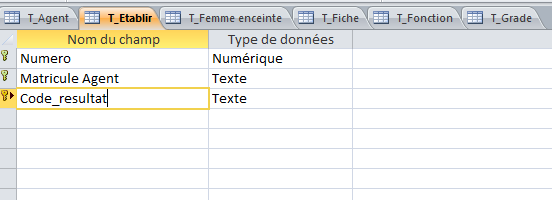 T_Agent T_Etablir T_Femme enceinte T_Fiche T_Fonction T_Grade
Nom du champ Type de données
Numero Numérique
Matricule Agent Texte
Code_resultat Texte